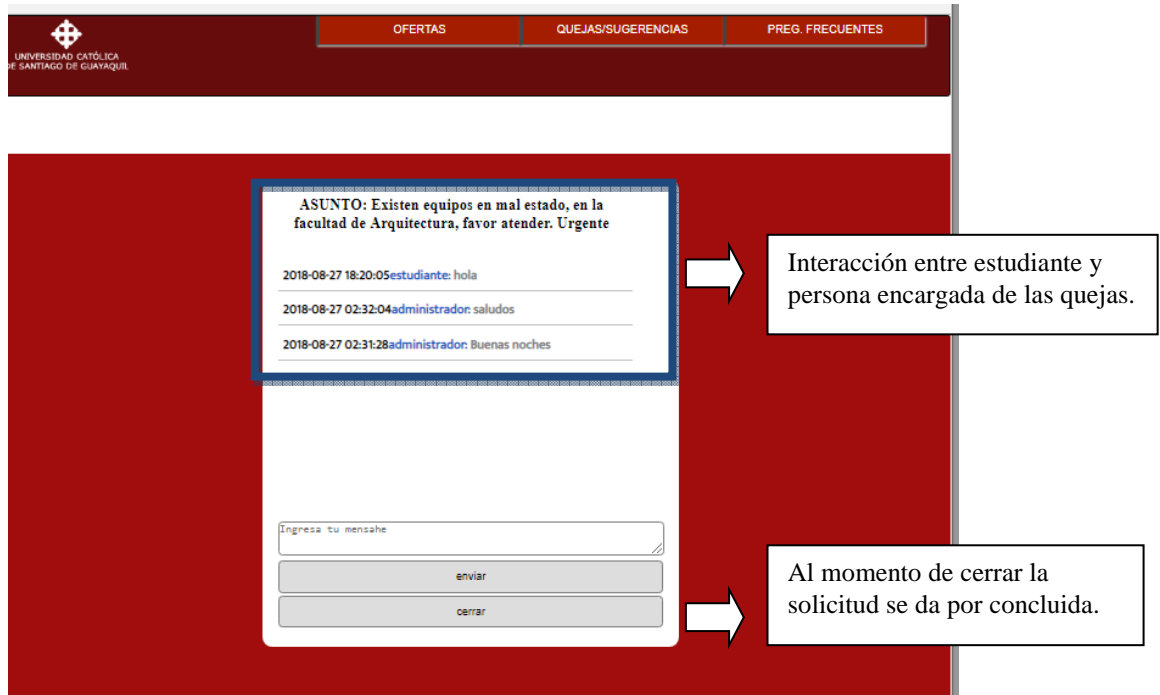 OFERTAS QUEJAS/SUGERENCIAS PREG. FRECUENTES
UNIVERSIDAD CATÓLICA
DE SANTIAGO DE GUAYAQUIL
ASUNTO: Existen equipos en mal estado, en la
facultad de Arquitectura, favor atender. Urgente
2018-08-27 18:20:05estudiante: hola
2018-08-27 02:32:04administrador: saludos
2018-08-27 02:31:28administrador: Buenas noches
Interacción entre estudiante y
persona encargada de las quejas.
Ingresa tu mensahe
enviar
cerrar
Al momento de cerrar la
solicitud se da por concluida.